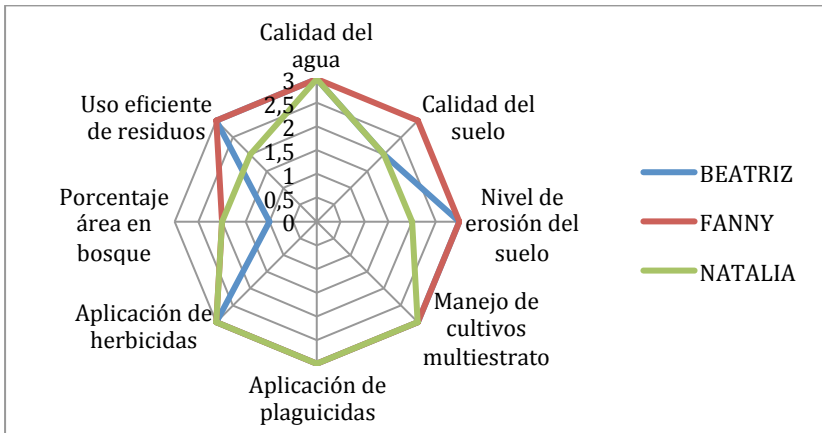 Calidad del
agua
3
2,5
2
1,5
1
0,5
0
Calidad del
suelo
Nivel de
erosión del
suelo
Manejo de
cultivos
multiestrato
Aplicación de
plaguicidas
Aplicación de
herbicidas
Porcentaje
área en
bosque
Uso eficiente
de residuos
BEATRIZ
FANNY
NATALIA